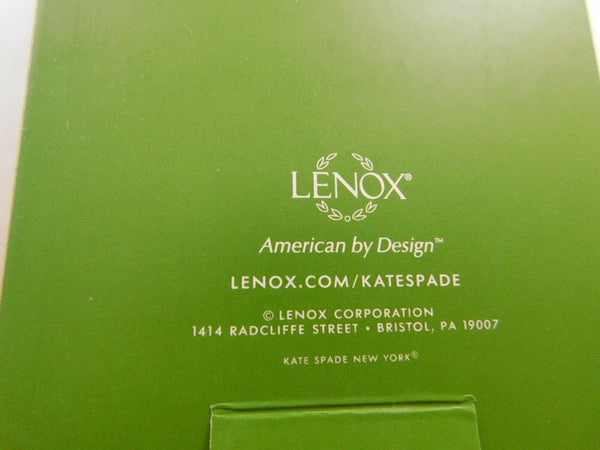 LENOX®
American by Design™
LENOX.COM/KATESPADE
© LENOX CORPORATION
1414 RADCLIFFE STREET • BRISTOL, PA 19007
KATE SPADE NEW YORK®